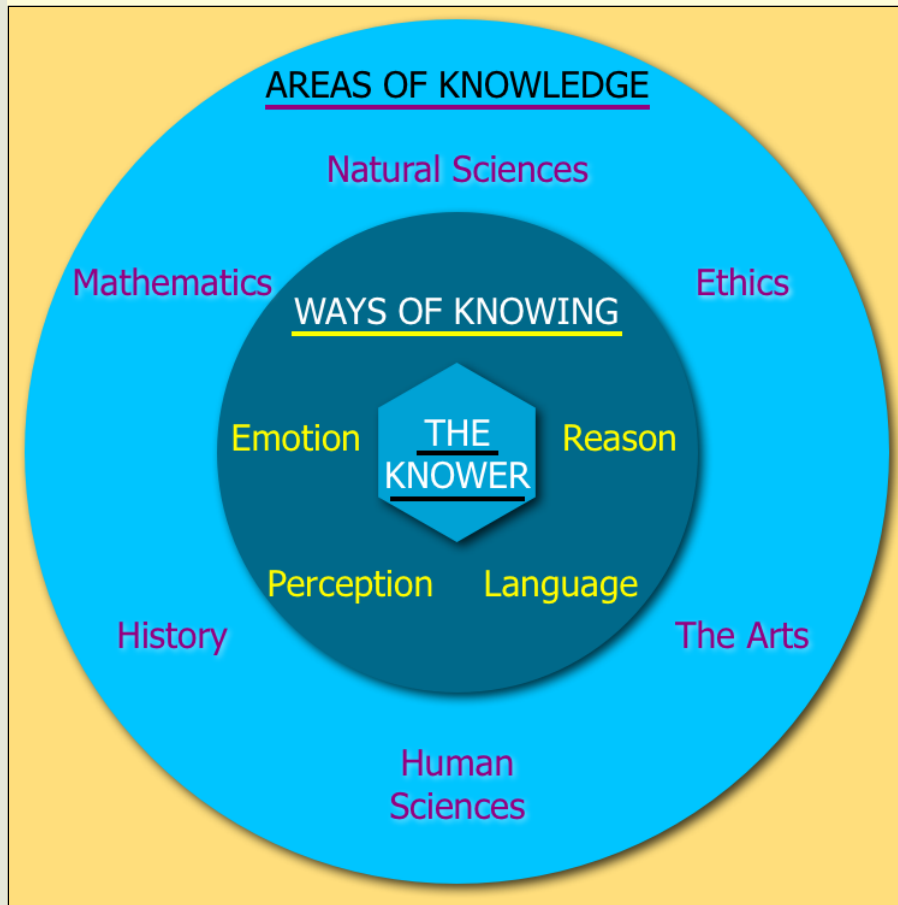 AREAS OF KNOWLEDGE
Natural Sciences
Mathematics
Ethics
WAYS OF KNOWING
Emotion
THE
KNOWER
Reason
Perception
Language
History
The Arts
Human
Sciences